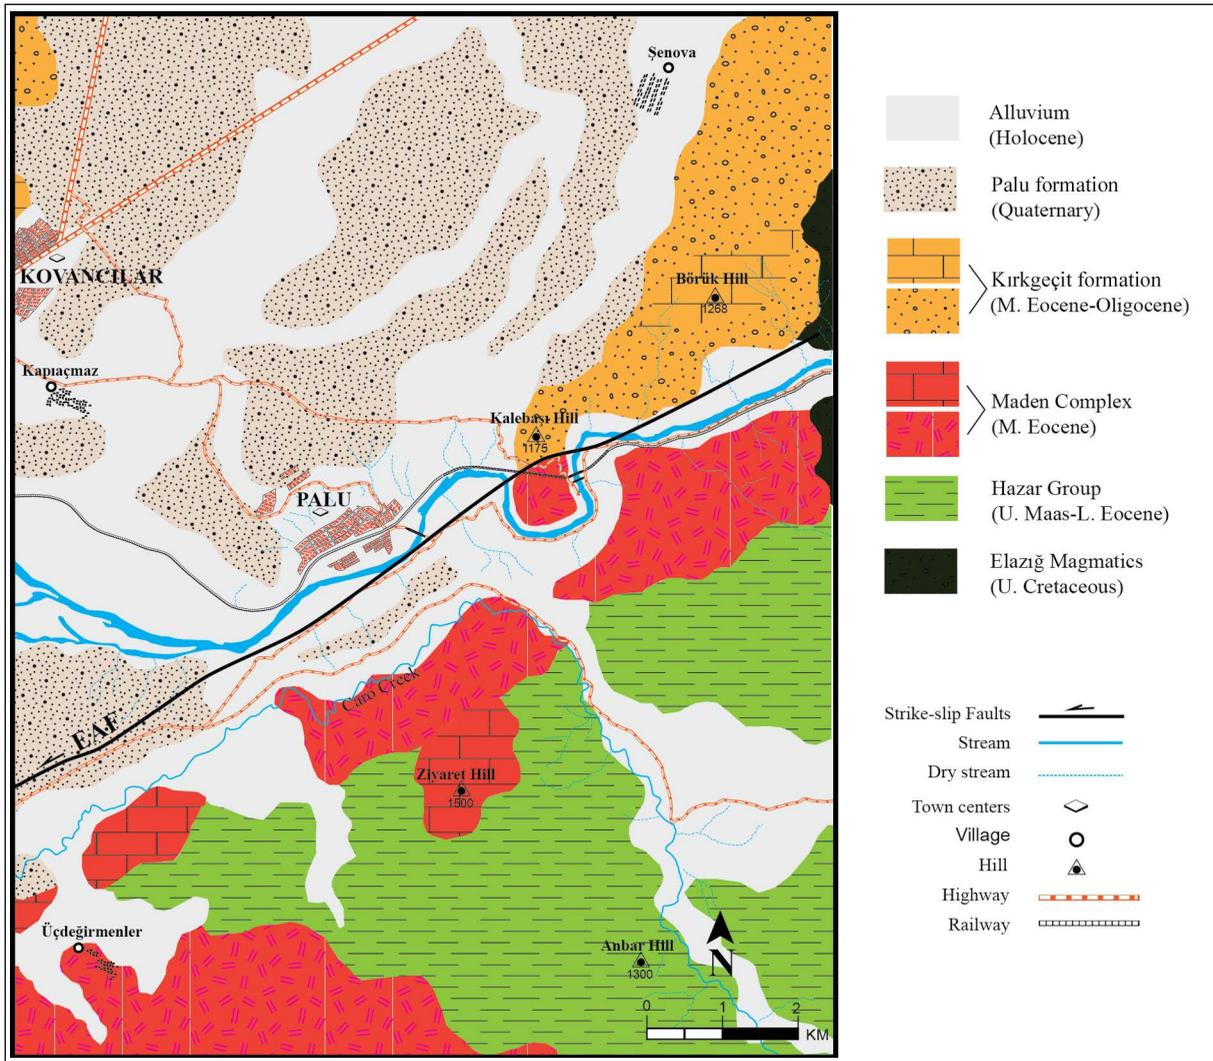 Şenova
Börük Hill
1268
KOVANCILAR
Kapıaçmaz
Kalebaşı Hill
1175
PALU
Caro Creek
EAF
Ziyaret Hill
1500
Üçdeğirmenler
Anbar Hill
1300
N
0 1 2
KM
Alluvium
(Holocene)
Palu formation
(Quaternary)
Kırkgeçit formation
(M. Eocene-Oligocene)
Maden Complex
(M. Eocene)
Hazar Group
(U. Maas-L. Eocene)
Elazığ Magmatics
(U. Cretaceous)
Strike-slip Faults
Stream
Dry stream
Town centers
Village
Hill
Highway
Railway